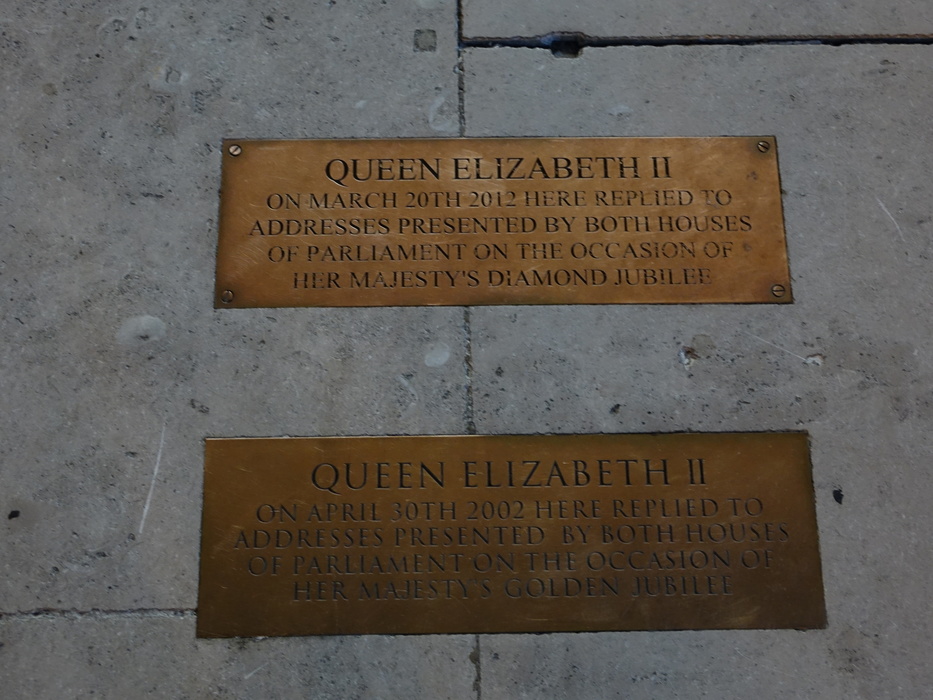 QUEEN ELIZABETH II
ON MARCH 20TH 2012 HERE REPLIED TO
ADDRESSES PRESENTED BY BOTH HOUSES
OF PARLIAMENT ON THE OCCASION OF
HER MAJESTY'S DIAMOND JUBILEE
QUEEN ELIZABETH II
ON APRIL 30TH 2002 HERE REPLIED TO
ADDRESSES PRESENTED BY BOTH HOUSES
OF PARLIAMENT ON THE OCCASION OF
HER MAJESTY'S GOLDEN JUBILEE